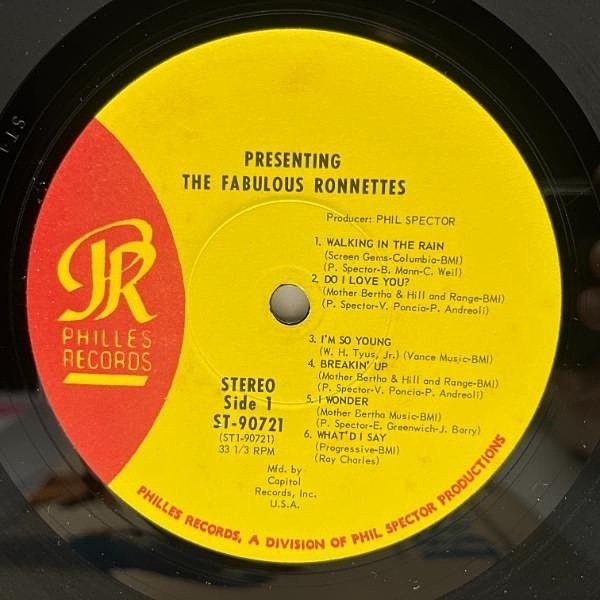 PRESENTING
THE FABULOUS RONNETTES
Producer: PHIL SPECTOR
1. WALKING IN THE RAIN
(Screen Gems-Columbia-BMI)
(P. Spector-B. Mann-C. Weil)
2. DO I LOVE YOU?
(Mother Bertha & Hill and Range-BMI)
(P. Spector-V. Poncia-P. Andreoli)
3. I'M SO YOUNG
(W. H. Tyus, Jr.) (Vance Music-BMI)
4. BREAKIN' UP
(Mother Bertha & Hill and Range-BMI)
(P. Spector-V. Poncia-P. Andreoli)
5. I WONDER
(Mother Bertha Music-BMI)
(P. Spector-E. Greenwich-J. Barry)
6. WHAT'D I SAY
(Progressive-BMI)
(Ray Charles)
PR
PHILLES
RECORDS
STEREO
Side 1
ST-90721
(ST1-90721)
33 1/3 RPM
Mfd. by
Capitol
Records, Inc.
U.S.A.
PHILLES RECORDS, A DIVISION OF PHIL SPECTOR PRODUCTIONS